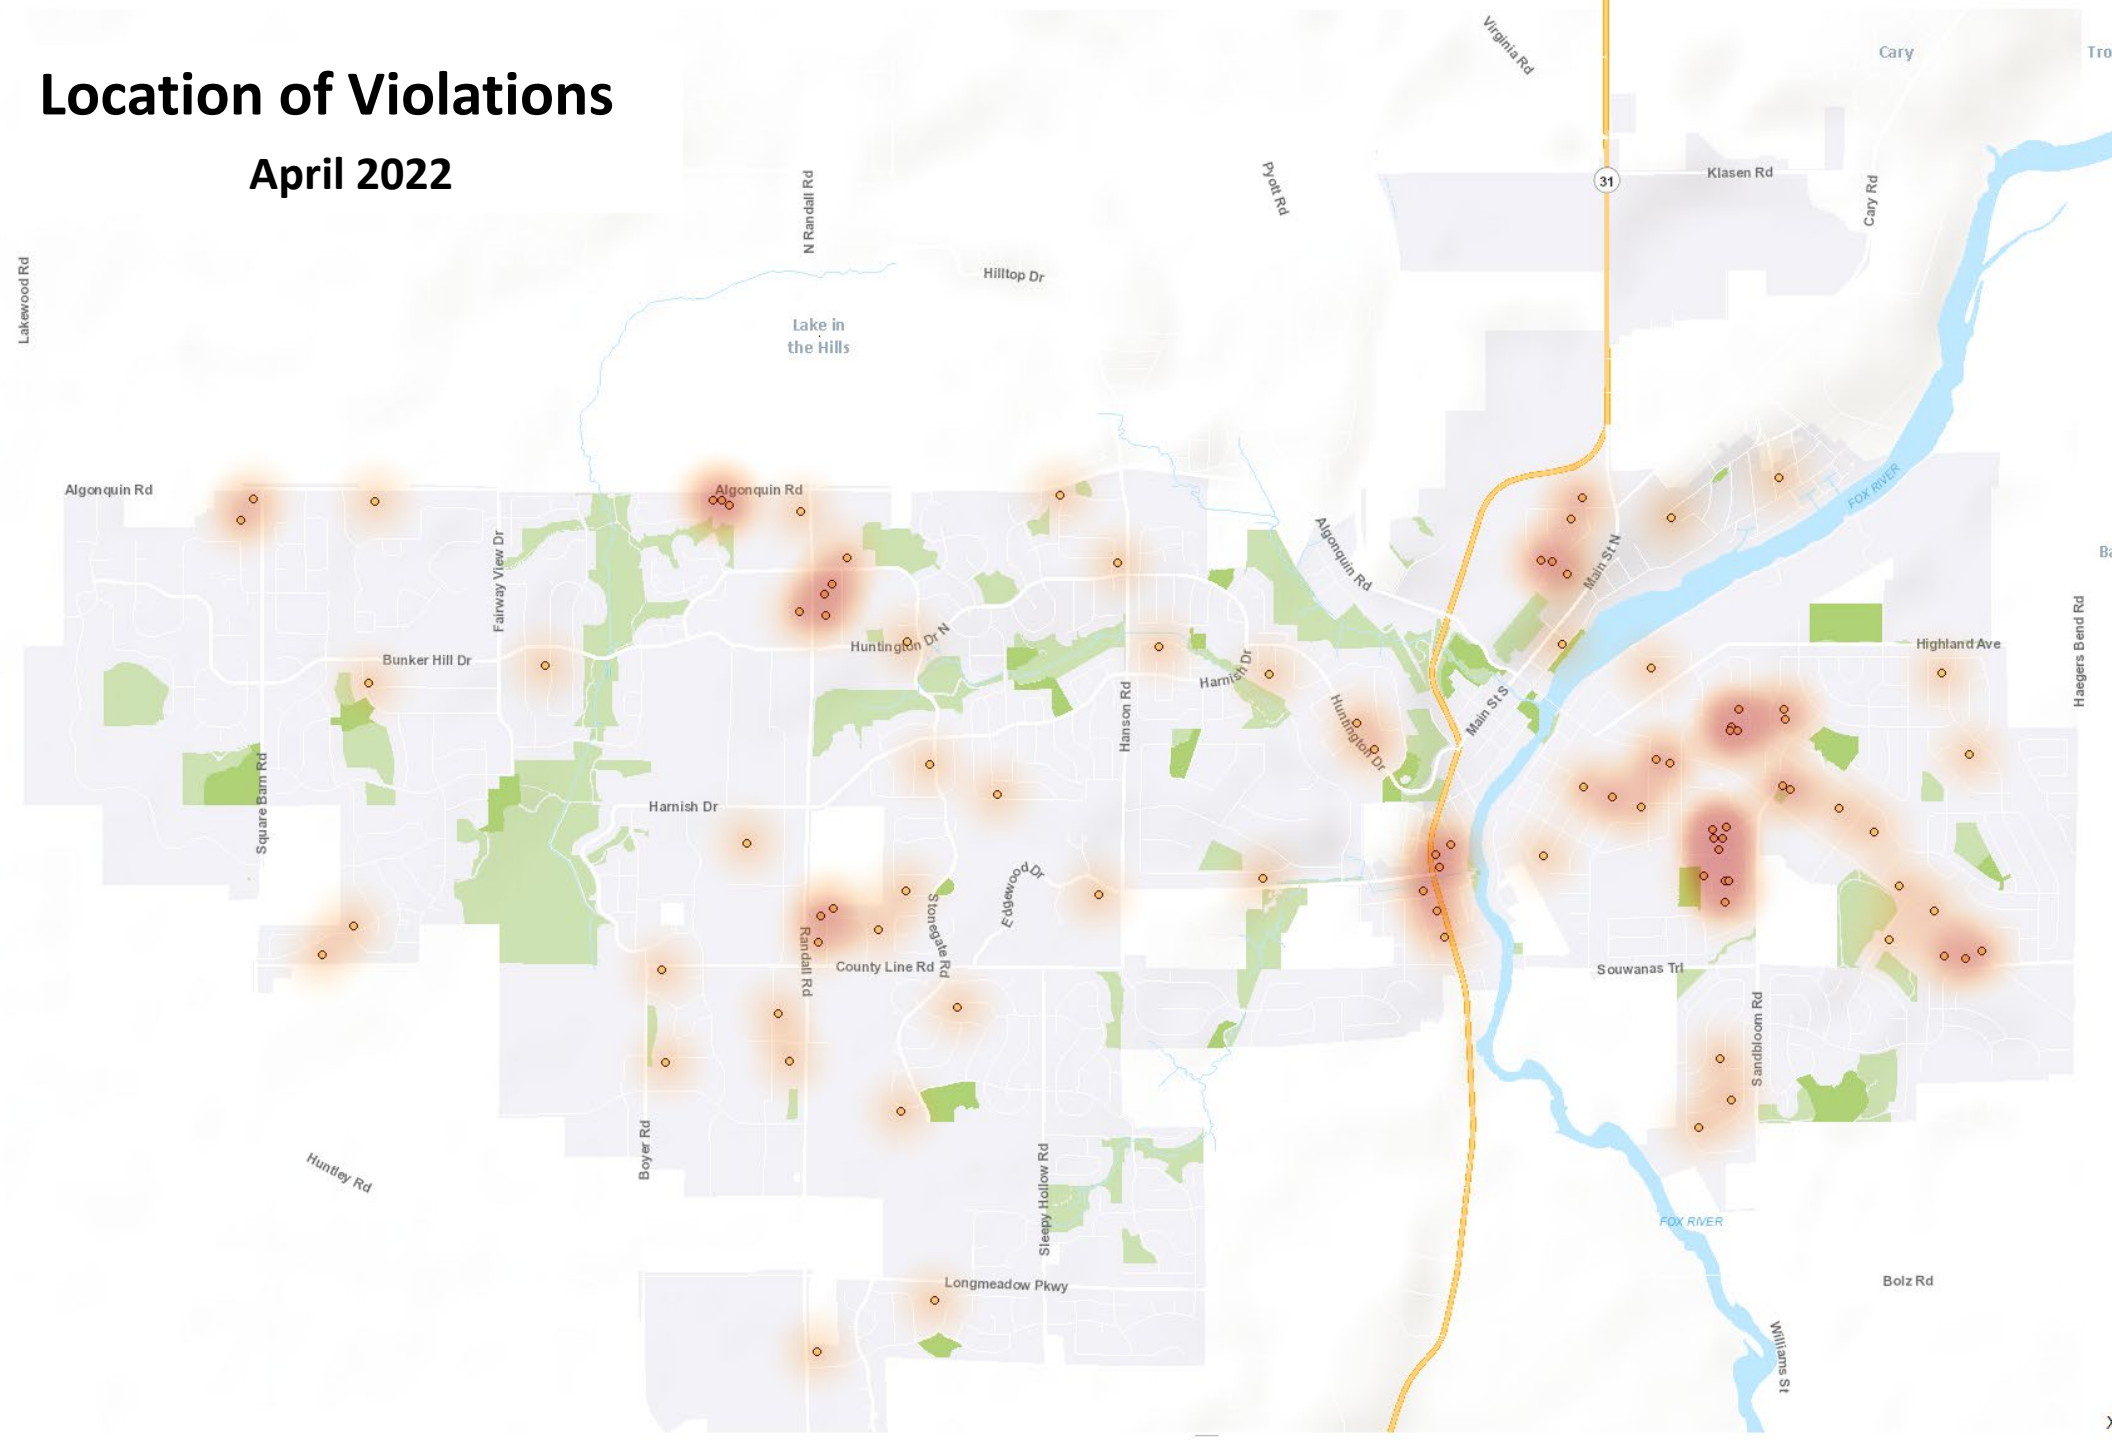 Location of Violations
April 2022
Virginia Rd
Cary
Tro
31
Klasen Rd
Cary Rd
Pyott Rd
N Randall Rd
Lakewood Rd
Hilltop Dr
Lake in
the Hills
Algonquin Rd
Algonquin Rd
Algonquin Rd
FOX RIVER
Main St N
Fairway View Dr
Haegers Bend Rd
Huntington Dr N
Highland Ave
Bunker Hill Dr
Harnish Dr
Hanson Rd
Huntington Dr
Main St S
Square Barn Rd
Harnish Dr
Edgewood Dr
Stonegate Rd
Randall Rd
County Line Rd
Souwanas Trl
Sandbloom Rd
Boyer Rd
Huntley Rd
Sleepy Hollow Rd
FOX RIVER
Longmeadow Pkwy
Bolz Rd
Williams St